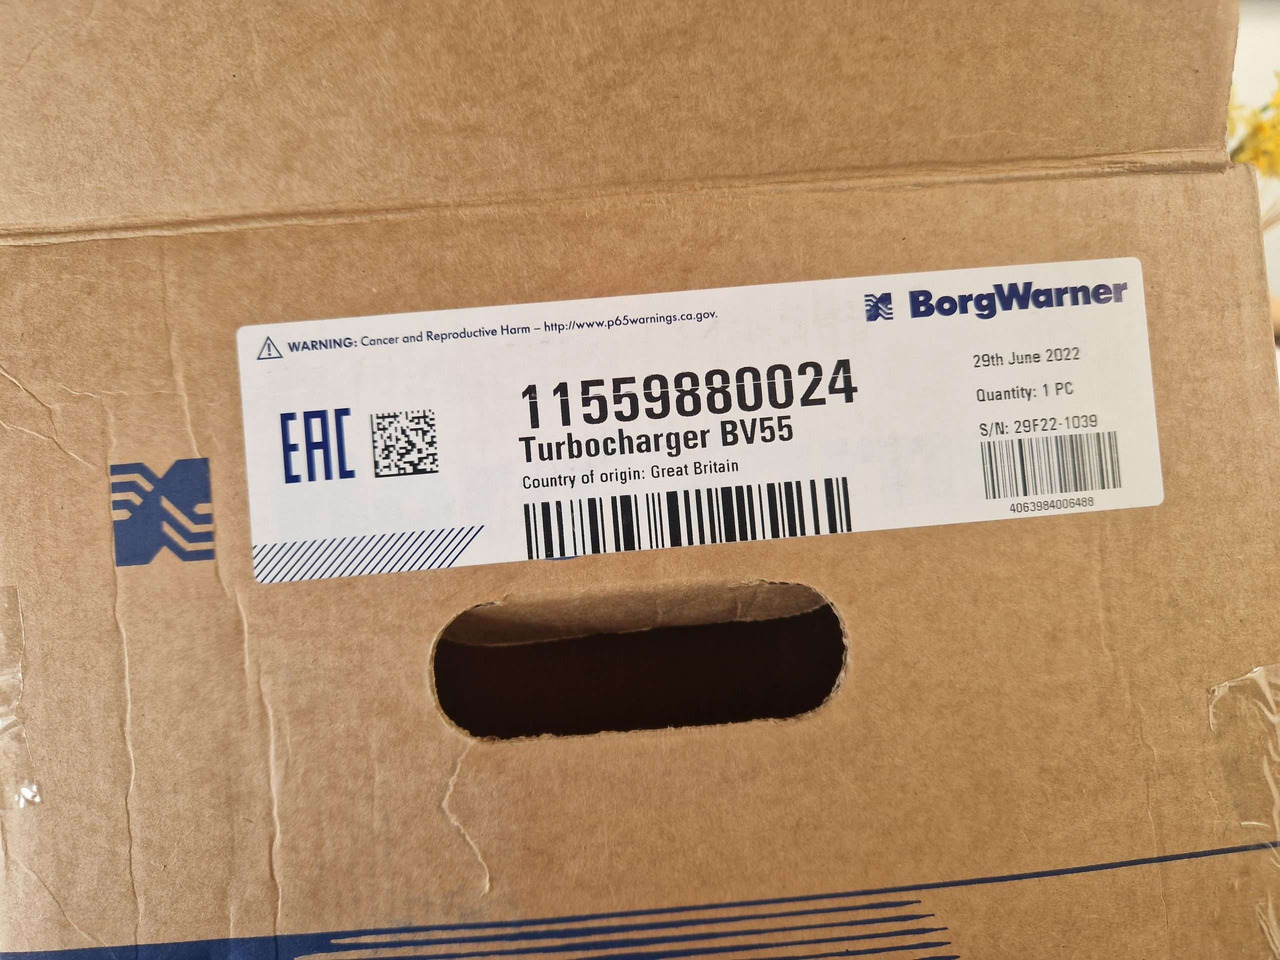 WARNING: Cancer and Reproductive Harm – http://www.p65warnings.ca.gov.
BorgWarner
EAC
11559880024
Turbocharger BV55
Country of origin: Great Britain
29th June 2022
Quantity: 1 PC
S/N: 29F22-1039
4063984006488